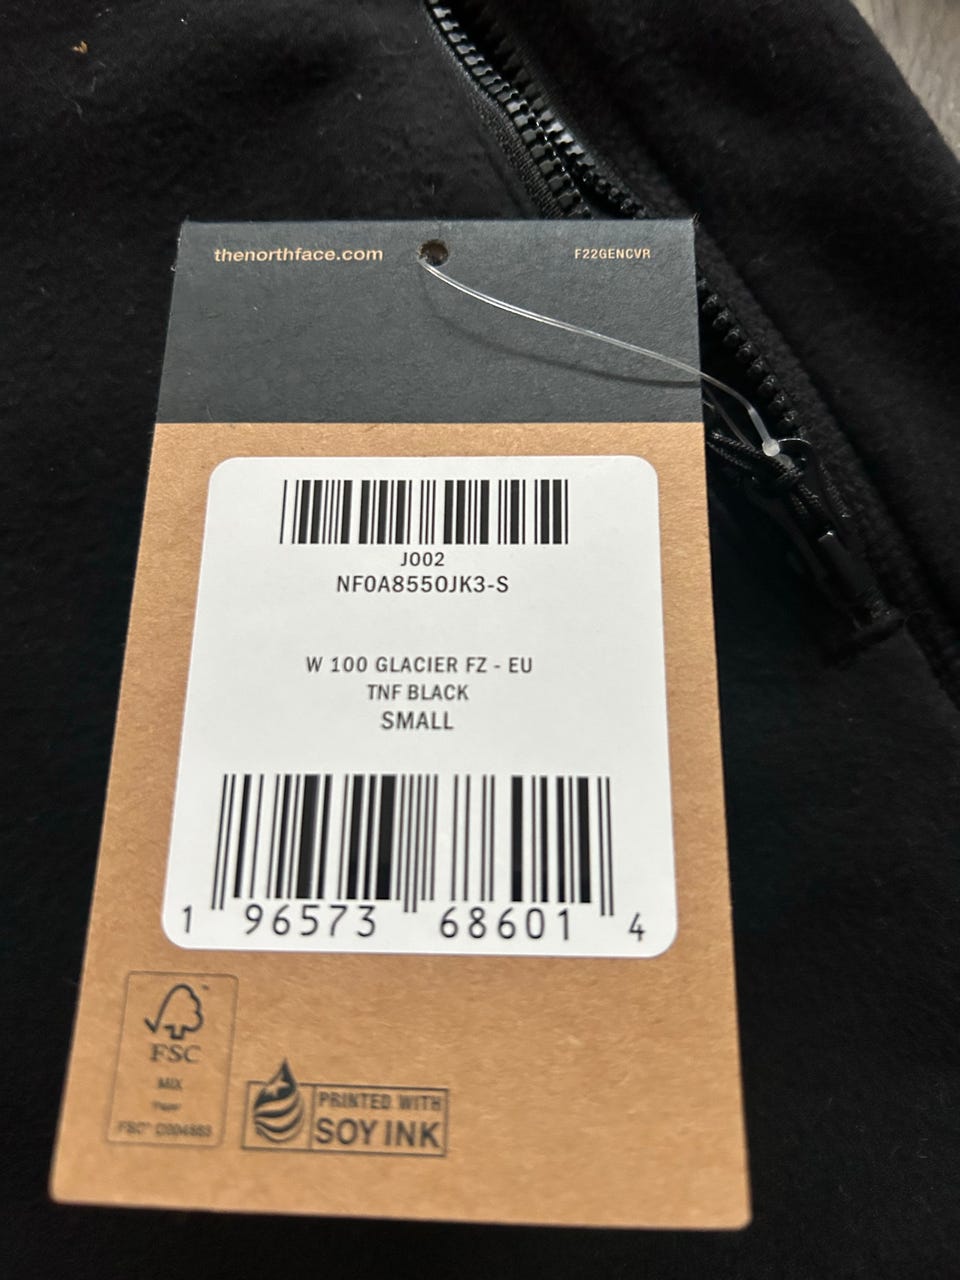 thenorthface.com
F22GENCVR
J002
NF0A855OJK3-S
W 100 GLACIER FZ - EU
TNF BLACK
SMALL
1 96573 68601 4
FSC
MIX
PRINTED WITH
SOY INK